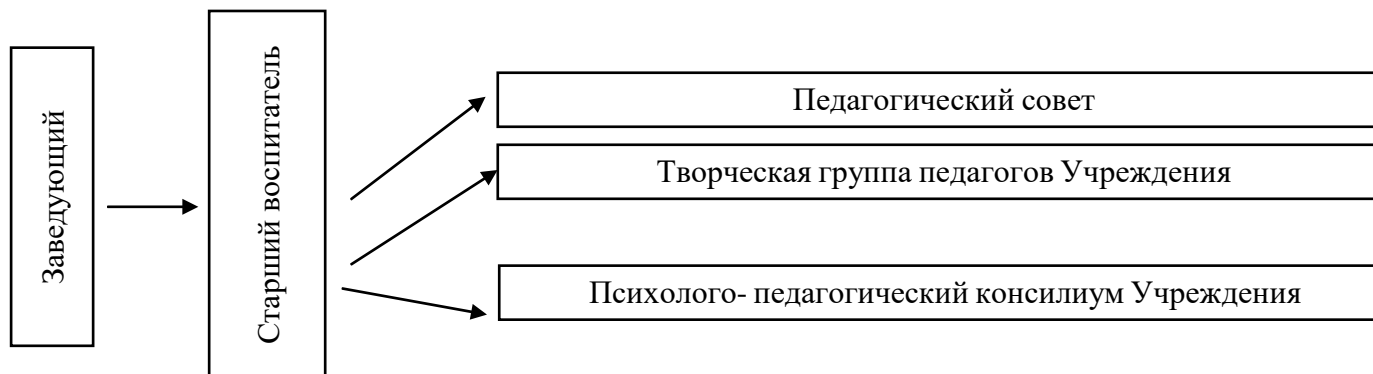 Заведующий
Старший воспитатель
Педагогический совет
Творческая группа педагогов Учреждения
Психолого- педагогический консилиум Учреждения